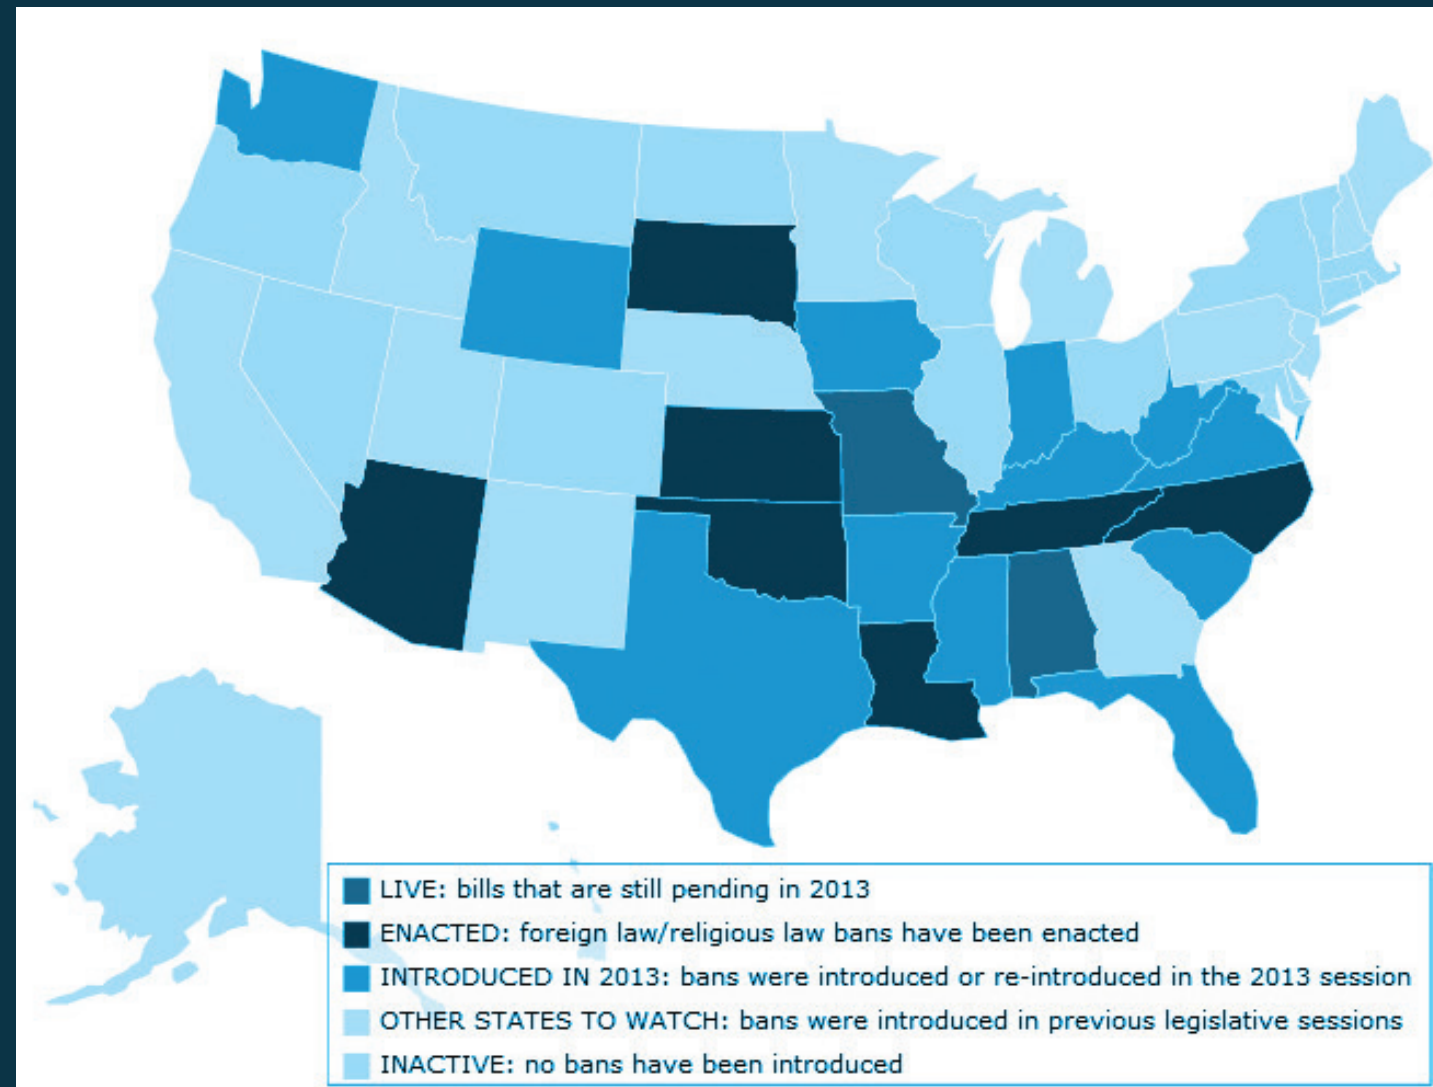 LIVE: bills that are still pending in 2013
ENACTED: foreign law/religious law bans have been enacted
INTRODUCED IN 2013: bans were introduced or re-introduced in the 2013 session
OTHER STATES TO WATCH: bans were introduced in previous legislative sessions
INACTIVE: no bans have been introduced